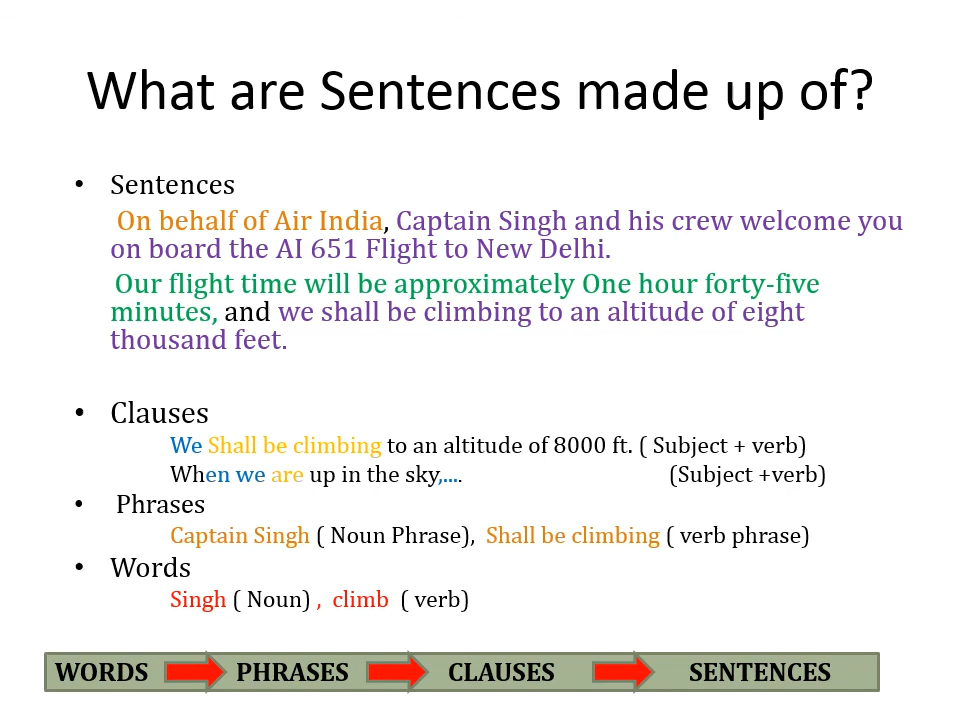 What are Sentences made up of?
• Sentences
On behalf of Air India, Captain Singh and his crew welcome you
on board the AI 651 Flight to New Delhi.
Our flight time will be approximately One hour forty-five
minutes, and we shall be climbing to an altitude of eight
thousand feet.
• Clauses
We Shall be climbing to an altitude of 8000 ft. ( Subject + verb)
When we are up in the sky,.... (Subject +verb)
• Phrases
Captain Singh ( Noun Phrase), Shall be climbing ( verb phrase)
• Words
Singh ( Noun) , climb ( verb)
WORDS PHRASES CLAUSES SENTENCES